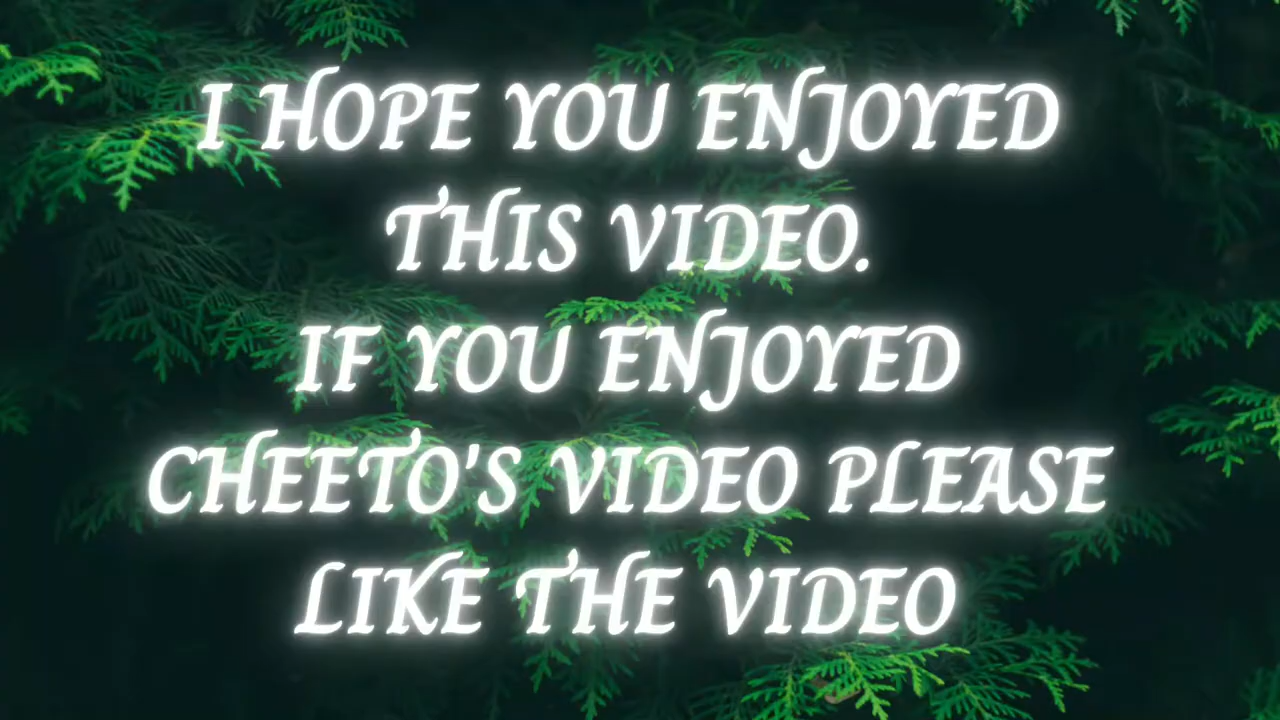 I HOPE YOU ENJOYED
THIS VIDEO.
IF YOU ENJOYED
CHEETO'S VIDEO PLEASE
LIKE THE VIDEO